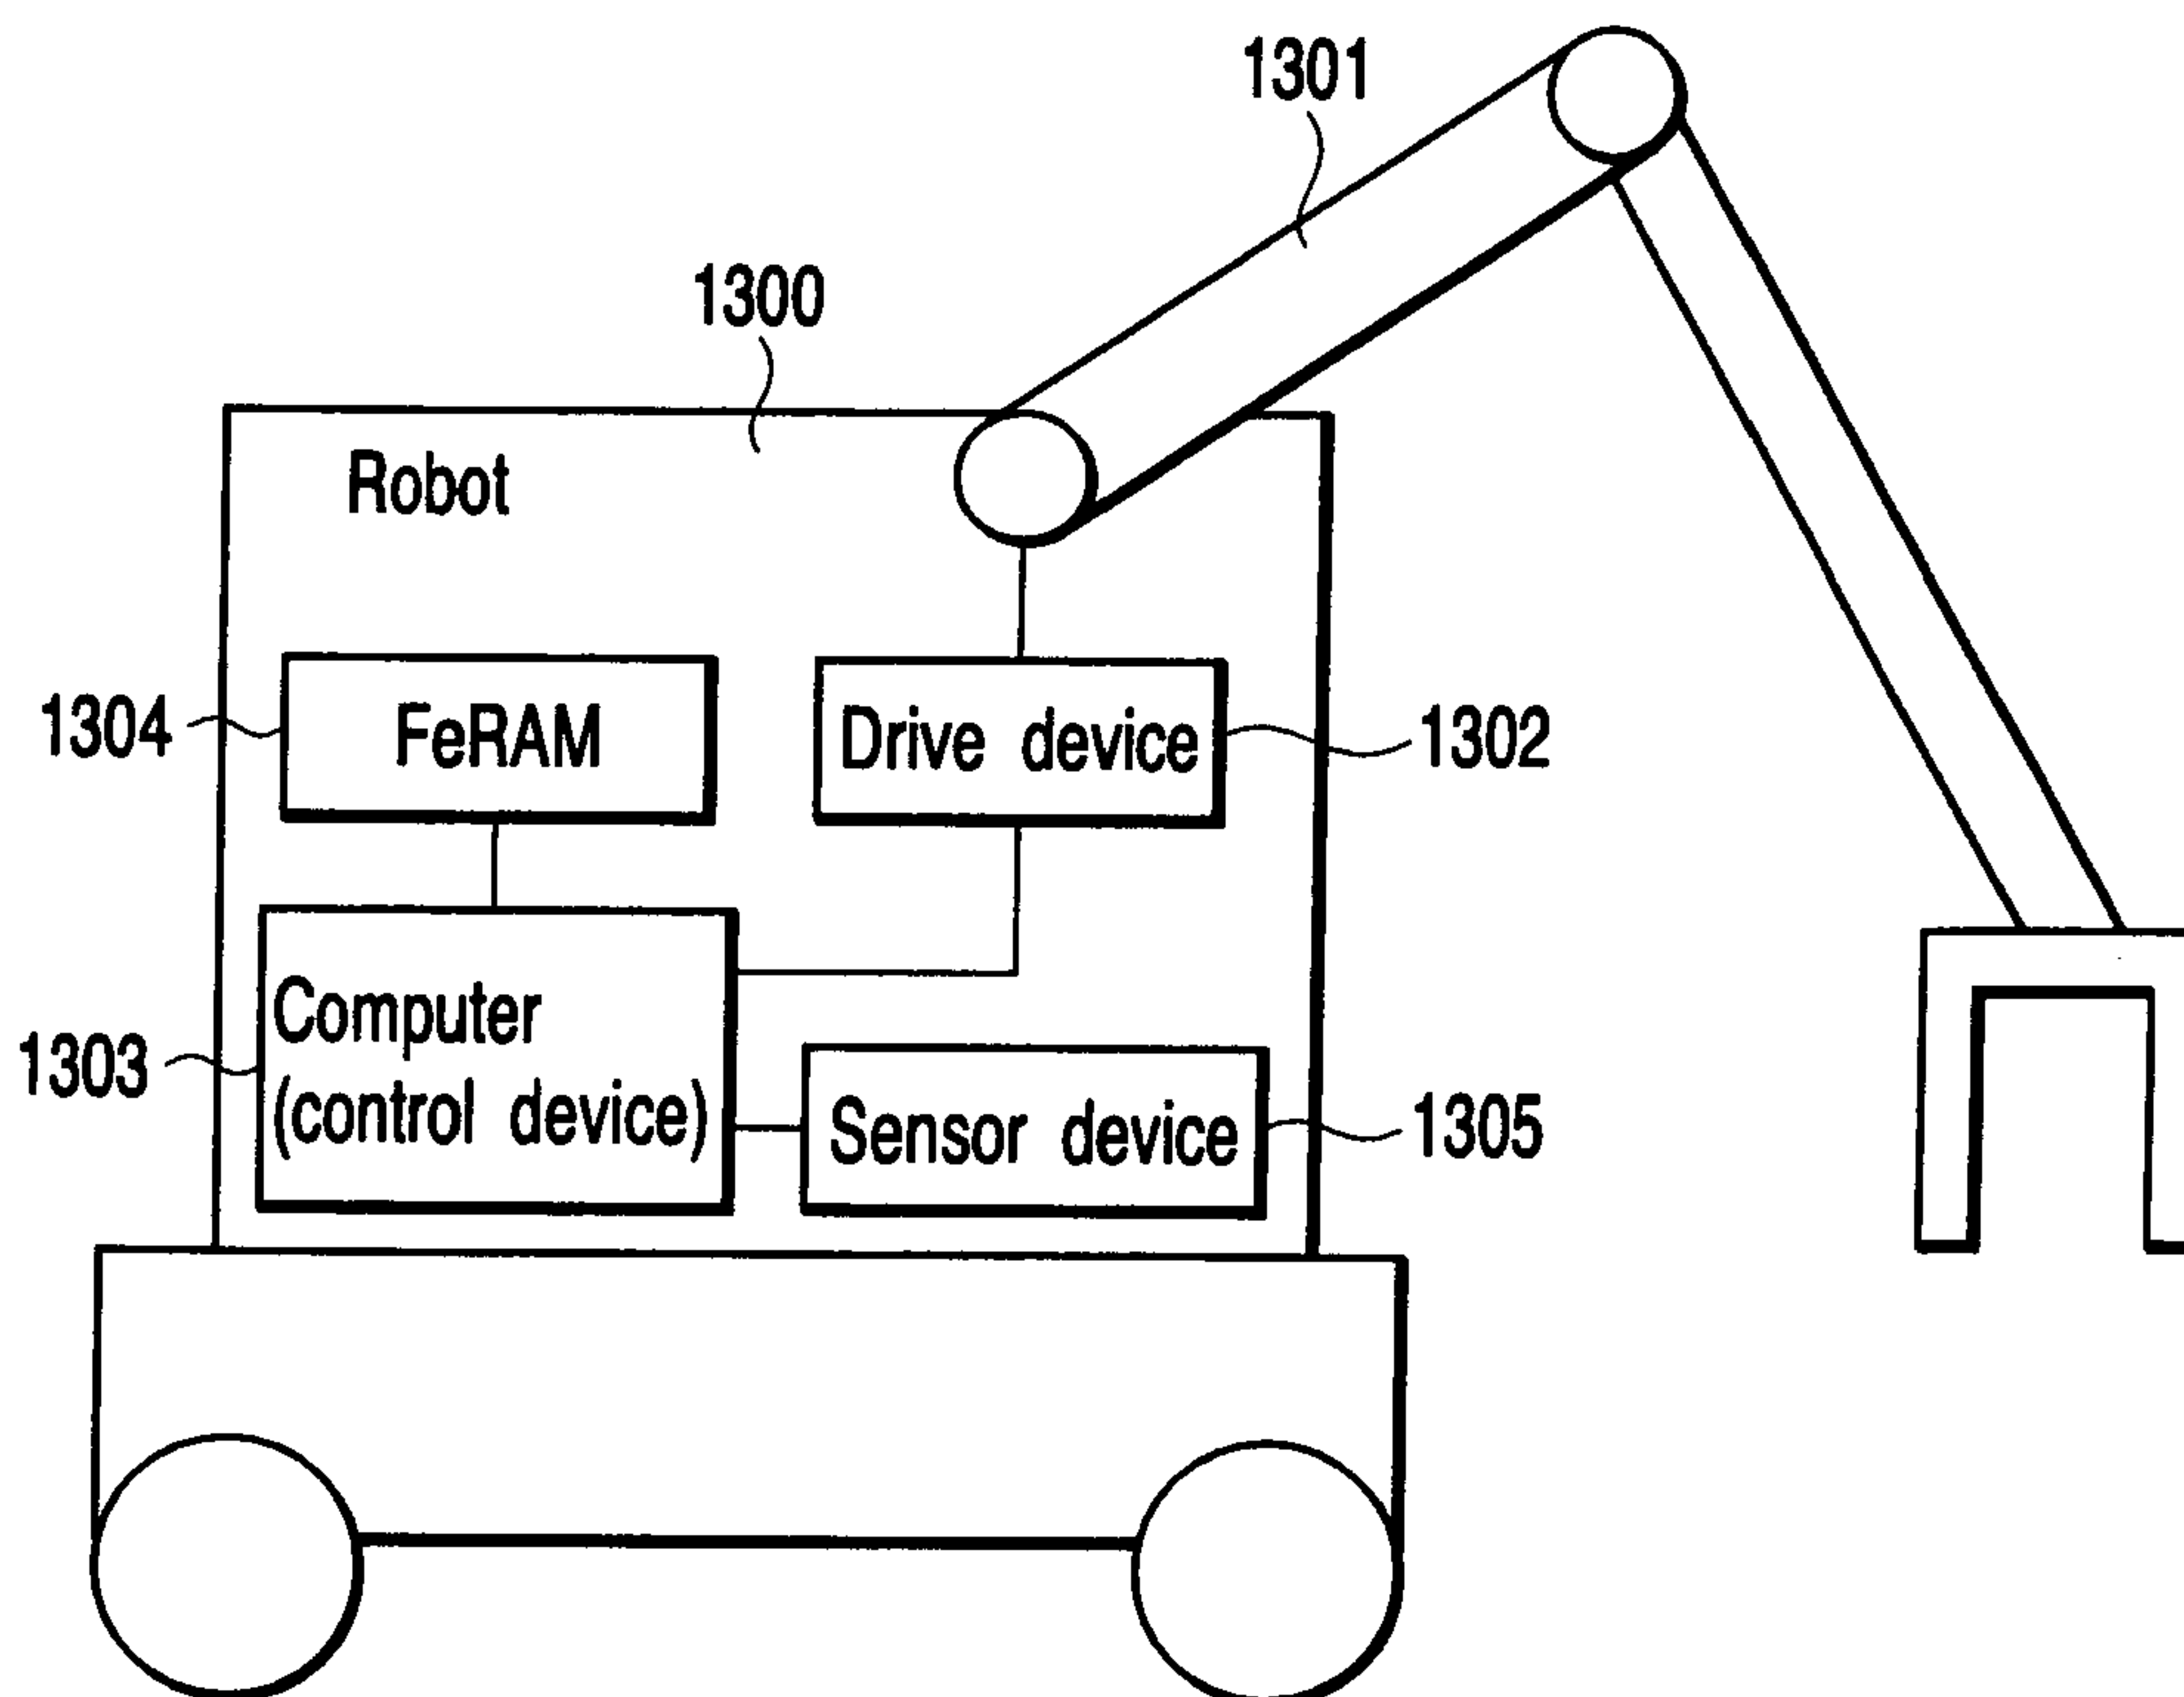 1301
1300
Robot
1304
FeRAM
Drive device
1302
1303
Computer
(control device)
Sensor device
1305